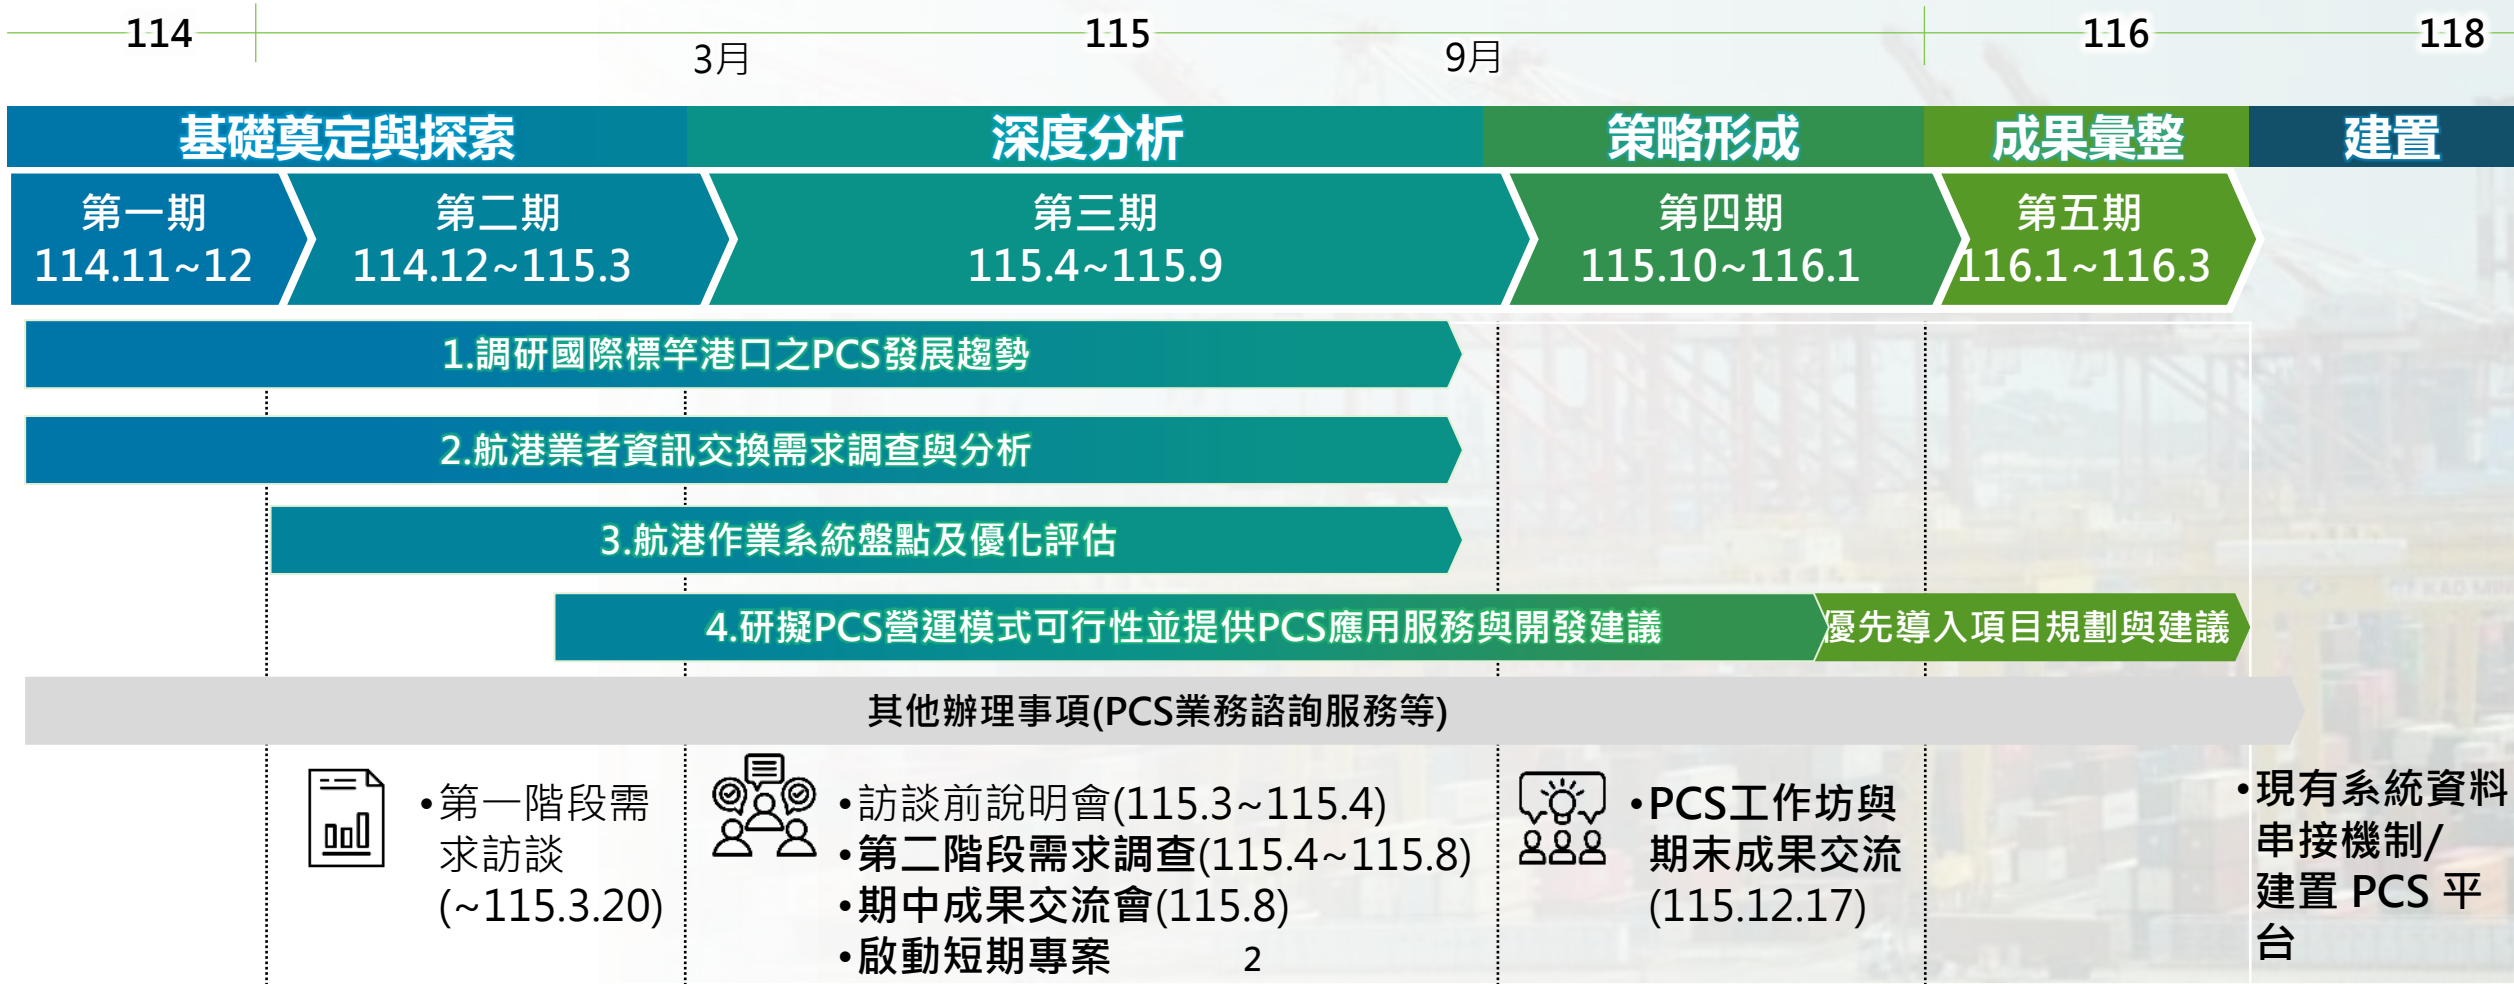 114
115
116
118
3月
9月
基礎奠定與探索
深度分析
策略形成
成果彙整
建置
第一期
114.11~12
第二期
114.12~115.3
第三期
115.4~115.9
第四期
115.10~116.1
第五期
116.1~116.3
1.調研國際標竿港口之PCS發展趨勢
2.航港業者資訊交換需求調查與分析
3.航港作業系統盤點及優化評估
4.研擬PCS營運模式可行性並提供PCS應用服務與開發建議
優先導入項目規劃與建議
其他辦理事項(PCS業務諮詢服務等)
•第一階段需
求訪談
(~115.3.20)
•訪談前說明會(115.3~115.4)
•第二階段需求調查(115.4~115.8)
•期中成果交流會(115.8)
•啟動短期專案
•PCS工作坊與
期末成果交流
(115.12.17)
•現有系統資料
串接機制/
建置 PCS 平
台
2